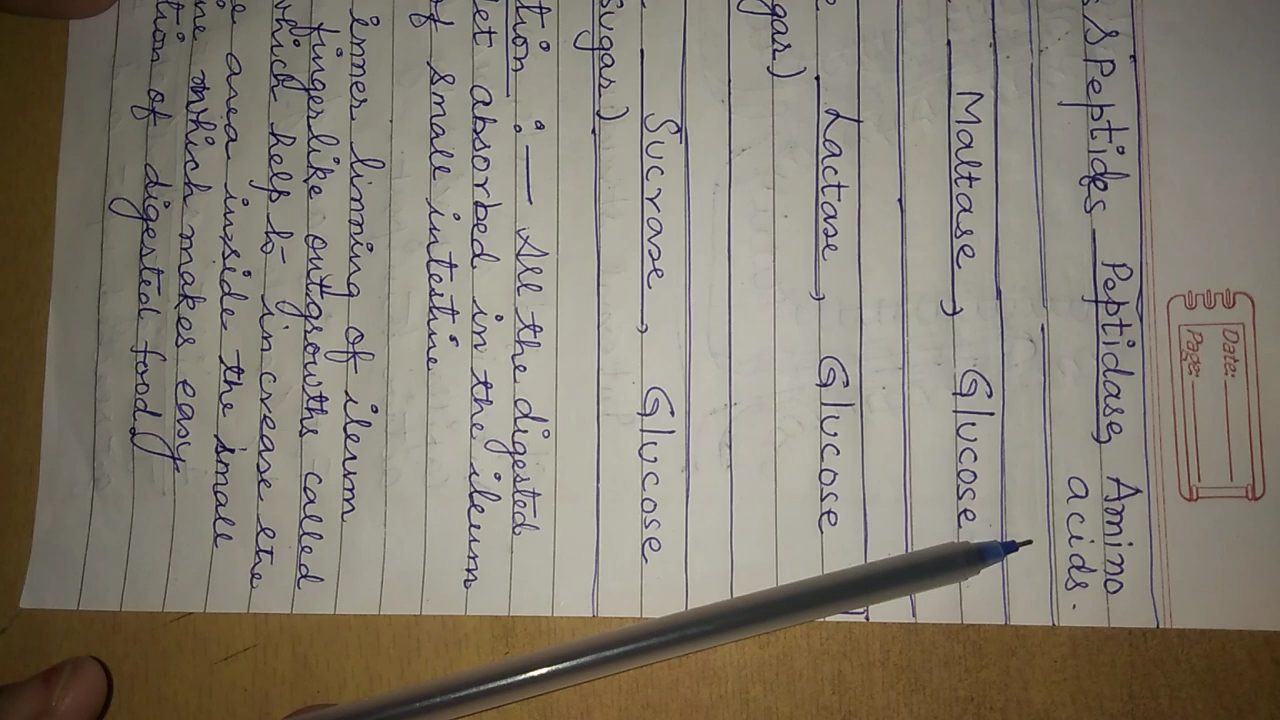 Date:
Page:
s Peptides Peptidase, Amino
acids.
Maltase, Glucose
Lactase, Glucose
gar)
Sucrase, Glucose
sugar)
tion :— All the digested
et absorbed in the ileum
of small intestine
inner linning of ileum
fingerlike outgrowths called
which help to increase the
e area inside the small
ine which makes easy
tion of digested food.